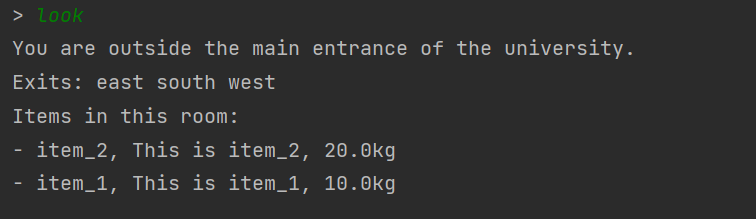 > look
You are outside the main entrance of the university.
Exits: east south west
Items in this room:
- item_2, This is item_2, 20.0kg
- item_1, This is item_1, 10.0kg